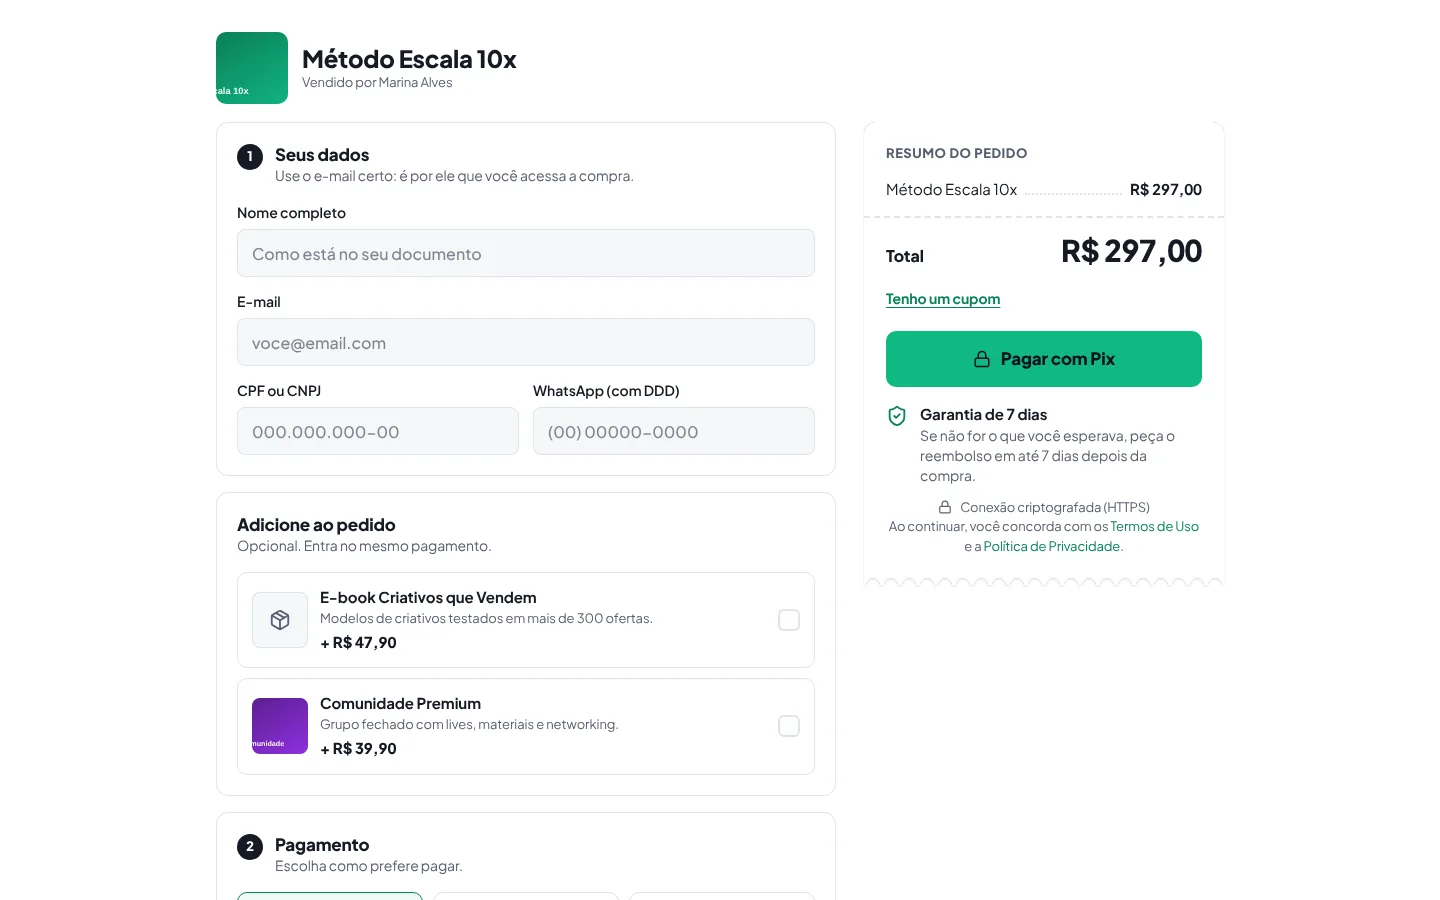 cala 10x
Método Escala 10x
Vendido por Marina Alves
1
Seus dados
Use o e-mail certo: é por ele que você acessa a compra.
Nome completo
Como está no seu documento
E-mail
voce@email.com
CPF ou CNPJ
WhatsApp (com DDD)
000.000.000-00
(00) 00000-0000
Adicione ao pedido
Opcional. Entra no mesmo pagamento.
E-book Criativos que Vendem
Modelos de criativos testados em mais de 300 ofertas.
+ R$ 47,90
munidade
Comunidade Premium
Grupo fechado com lives, materiais e networking.
+ R$ 39,90
2
Pagamento
Escolha como prefere pagar.
RESUMO DO PEDIDO
Método Escala 10x R$ 297,00
Total R$ 297,00
Tenho um cupom
Pagar com Pix
Garantia de 7 dias
Se não for o que você esperava, peça o
reembolso em até 7 dias depois da
compra.
Conexão criptografada (HTTPS)
Ao continuar, você concorda com os Termos de Uso
e a Política de Privacidade.